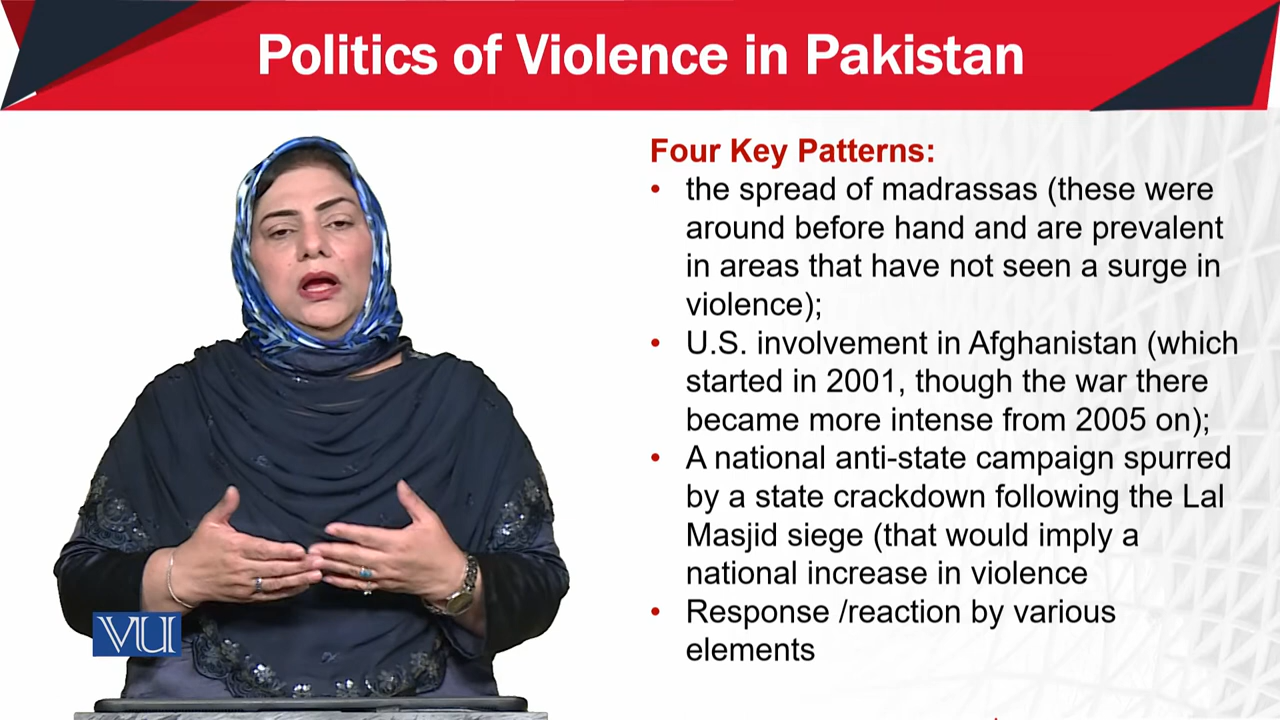 Politics of Violence in Pakistan
Four Key Patterns:
• the spread of madrassas (these were
around before hand and are prevalent
in areas that have not seen a surge in
violence);
• U.S. involvement in Afghanistan (which
started in 2001, though the war there
became more intense from 2005 on);
• A national anti-state campaign spurred
by a state crackdown following the Lal
Masjid siege (that would imply a
national increase in violence
• Response /reaction by various
elements
VU